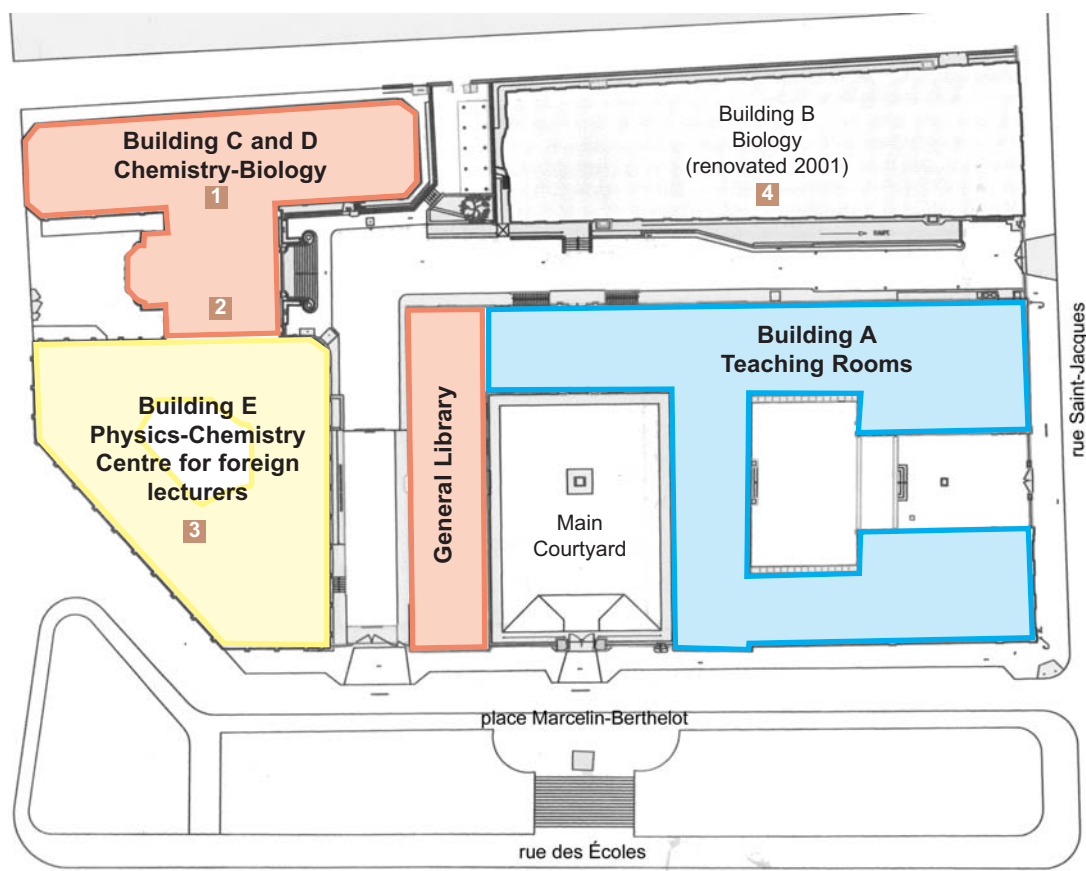 Building C and D
Chemistry-Biology
1
2
Building B
Biology
(renovated 2001)
4
Building A
Teaching Rooms
rue Saint-Jacques
Building E
Physics-Chemistry
Centre for foreign
lecturers
3
General Library
Main
Courtyard
place Marcelin-Berthelot
rue des Écoles